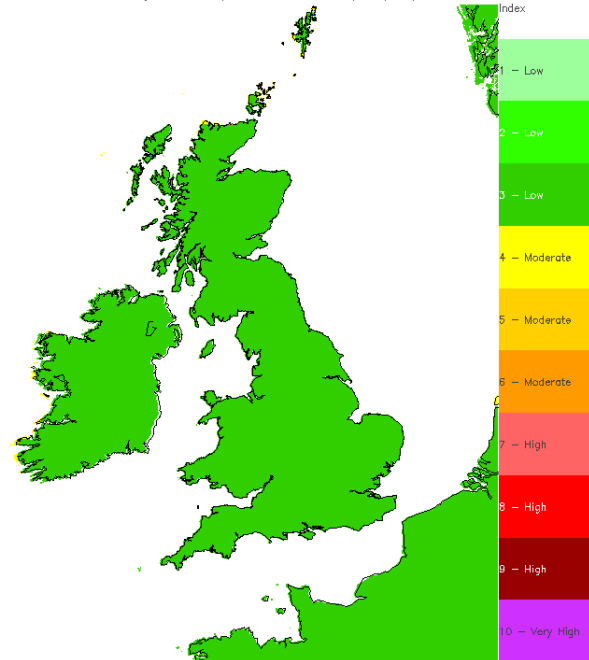 Index
1 - Low
2 - Low
3 - Low
4 - Moderate
5 - Moderate
6 - Moderate
7 - High
8 - High
9 - High
10 - Very High